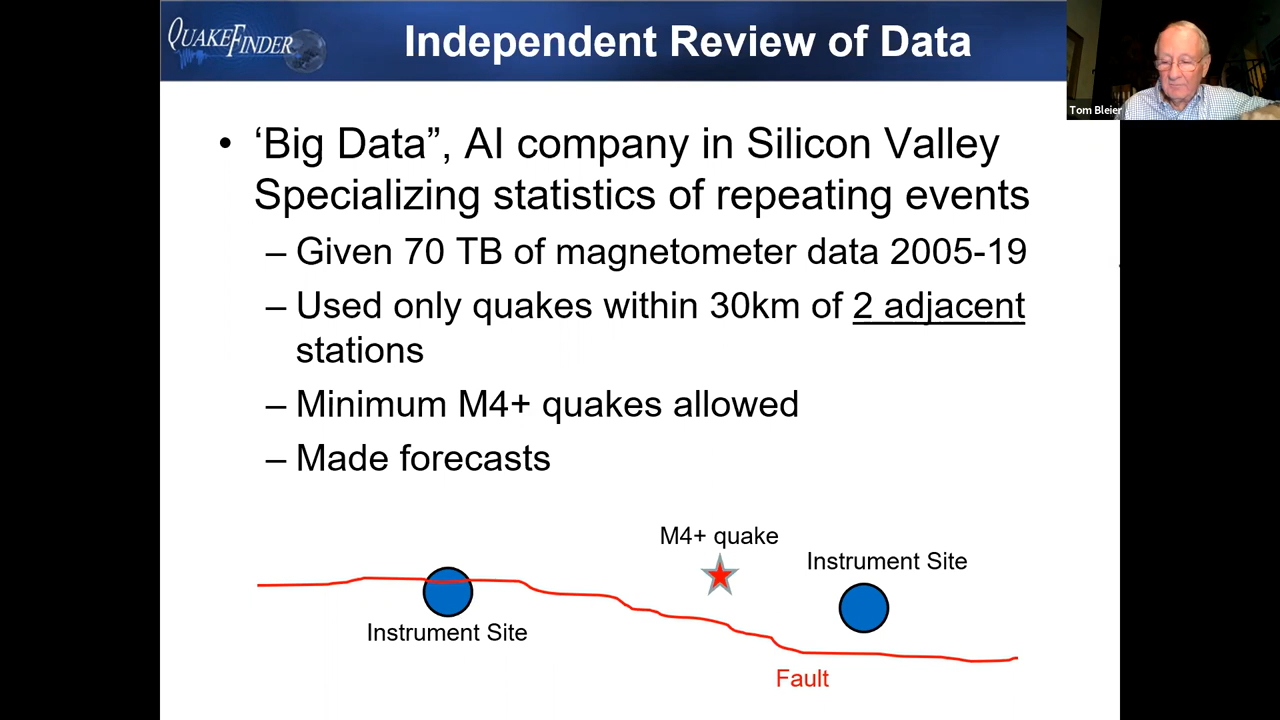 QUAKEFINDER
Independent Review of Data
Tom Bleier
• ‘Big Data”, AI company in Silicon Valley
Specializing statistics of repeating events
– Given 70 TB of magnetometer data 2005-19
– Used only quakes within 30km of 2 adjacent
stations
– Minimum M4+ quakes allowed
– Made forecasts
M4+ quake
Instrument Site
Instrument Site
Fault